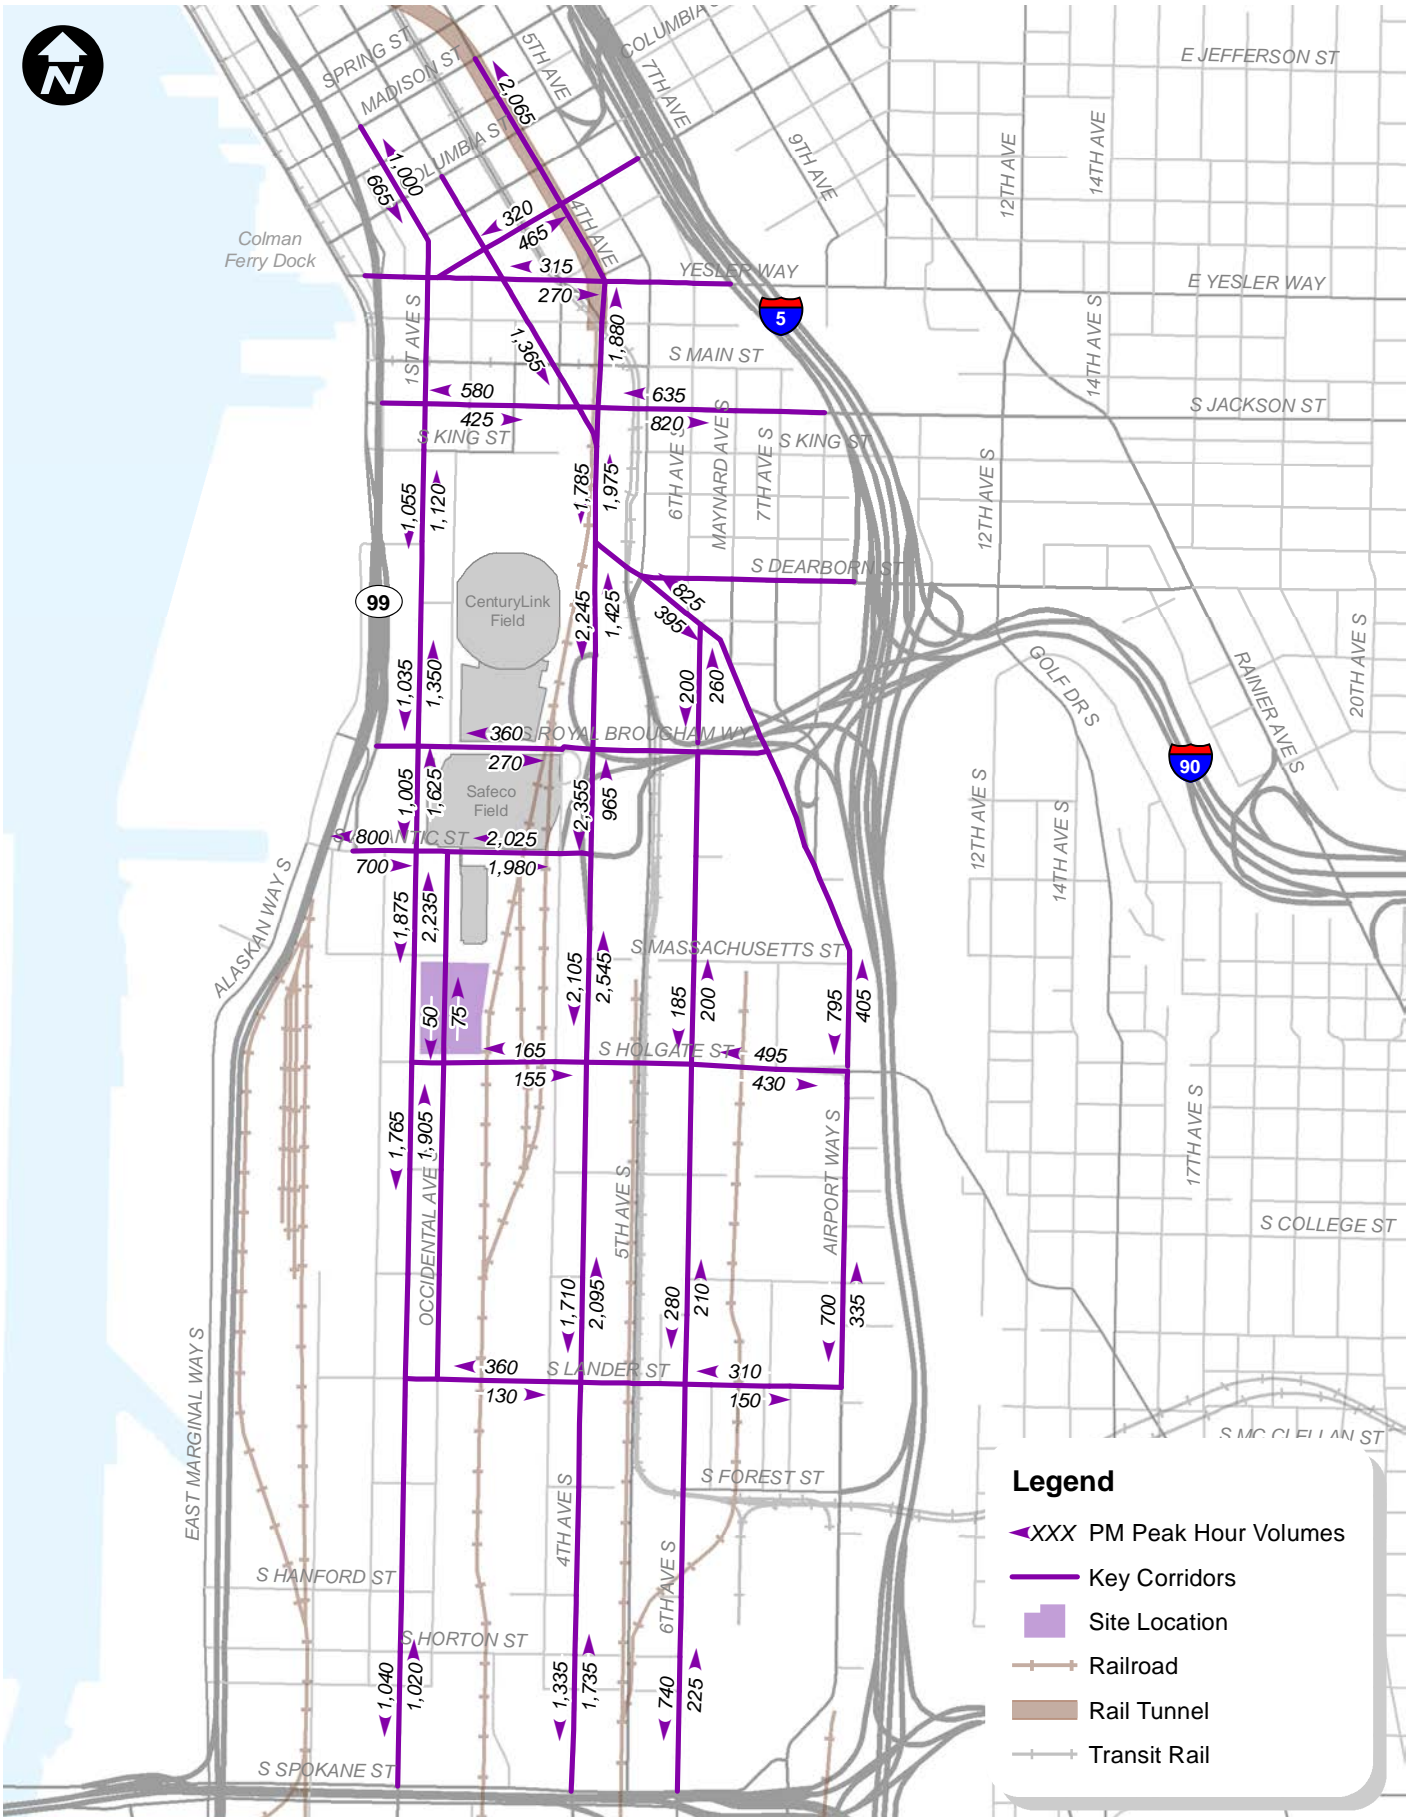 N
SPRING ST
MADISON ST
COLUMBIA S
5TH AVE
COLUMBIA S
7TH AVE
9TH AVE
E JEFFERSON ST
12TH AVE
14TH AVE
2,065
1,000
665
320
465
4TH AVE
Colman
Ferry Dock
315
270
YESLER WAY
E YESLER WAY
5
1ST AVE S
1,365
1,880
S MAIN ST
14TH AVE S
580
425
635
820
S JACKSON ST
S KING ST
S KING ST
6TH AVE S
MAYNARD AVE S
7TH AVE S
12TH AVE S
1,055
1,120
1,785
1,975
S DEARBORN ST
99
CenturyLink
Field
2,245
1,425
825
395
1,035
1,350
200
260
GOLF DR S
RAINIER AVE S
20TH AVE S
360
S ROYAL BROUGHAM WY
270
90
1,005
1,625
Safeco
Field
2,355
965
12TH AVE S
14TH AVE S
800
NTIC ST
2,025
700
1,980
ALASKAN WAY S
1,875
2,235
S MASSACHUSETTS ST
2,105
2,545
185
200
795
405
50
75
165
S HOLGATE ST
495
155
430
1,765
1,905
OCCIDENTAL AVE
5TH AVE S
AIRPORT WAY S
17TH AVE S
S COLLEGE ST
1,710
2,095
280
210
700
335
360
S LANDER ST
310
130
150
EAST MARGINAL WAY S
S MC CLELLAN ST
S FOREST ST
4TH AVE S
6TH AVE S
S HANFORD ST
S HORTON ST
1,040
1,020
1,335
1,735
740
225
S SPOKANE ST
Legend
XXX PM Peak Hour Volumes
Key Corridors
Site Location
Railroad
Rail Tunnel
Transit Rail